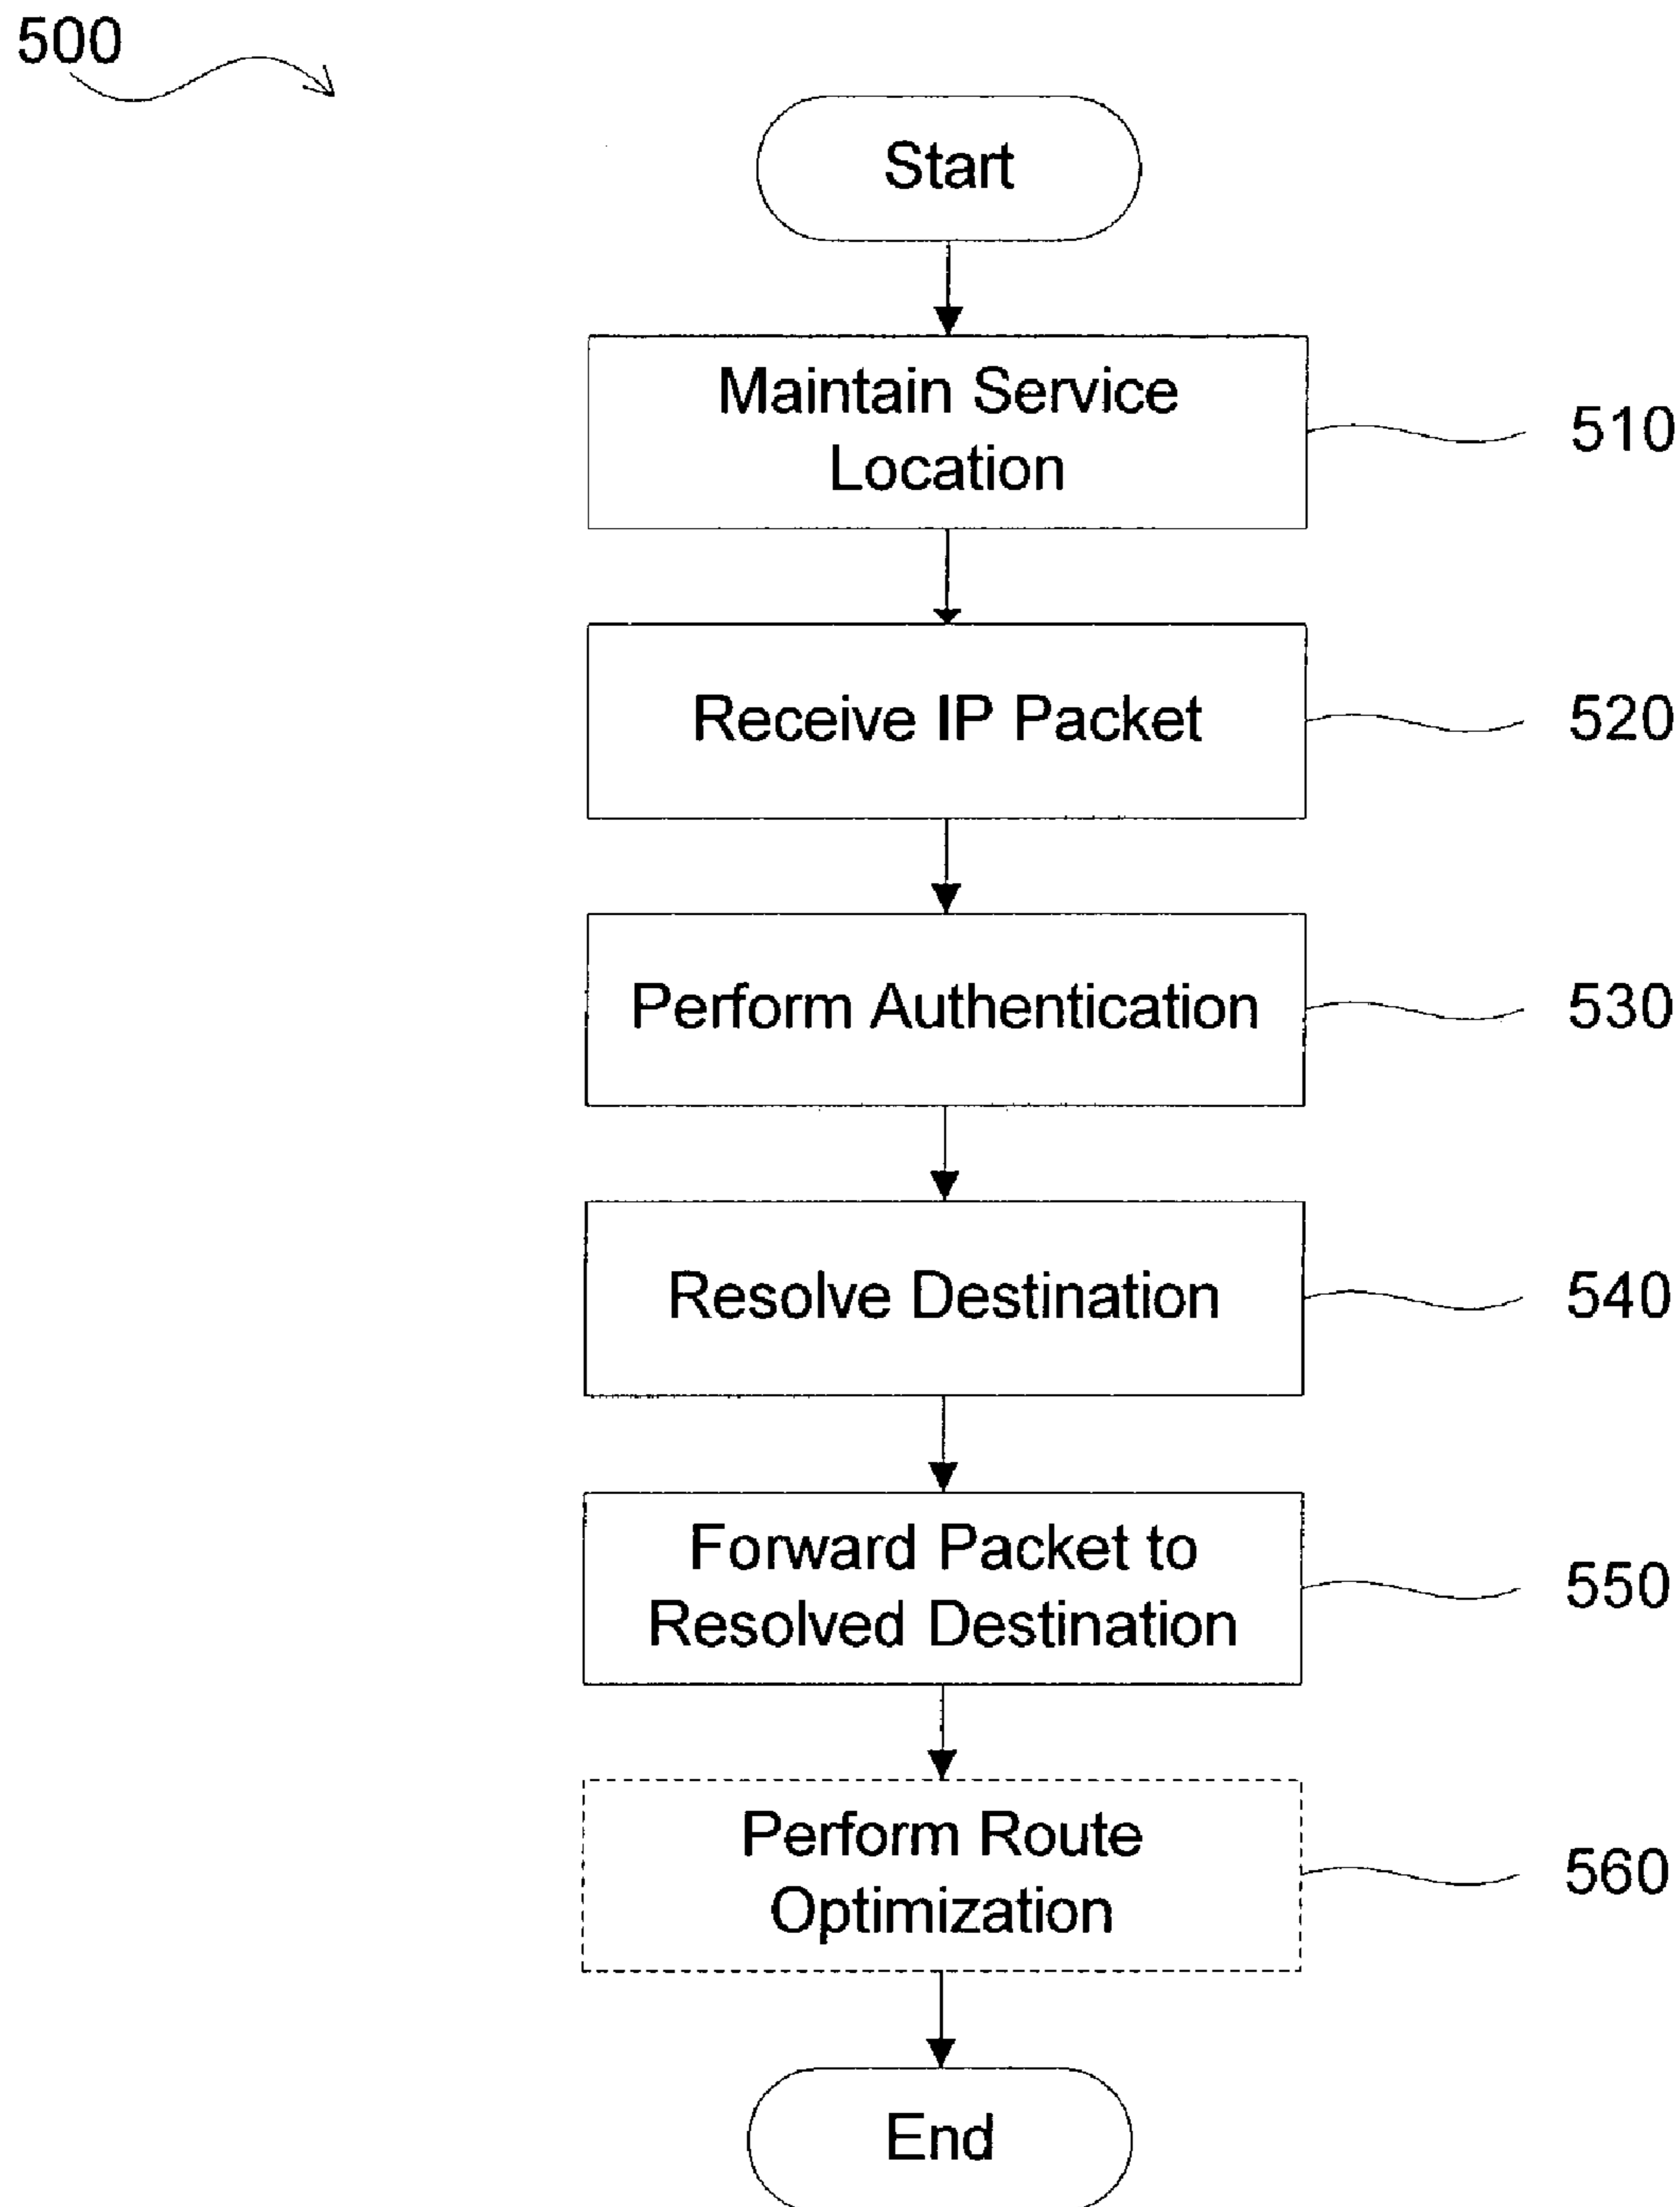 500
Start
Maintain Service
Location
510
Receive IP Packet
520
Perform Authentication
530
Resolve Destination
540
Forward Packet to
Resolved Destination
550
Perform Route
Optimization
560
End